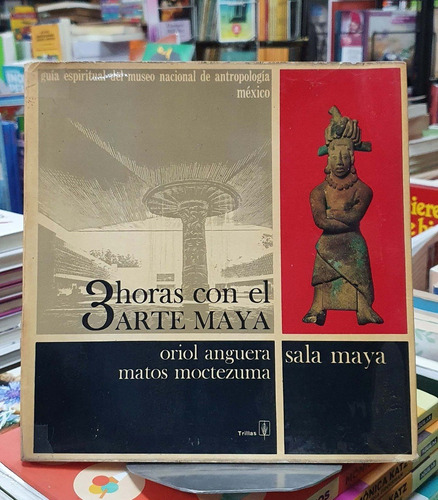 guía espiritual del museo nacional de antropología
méxico
3 horas con el
ARTE MAYA
oriol anguera
matos moctezuma
sala maya
Trillas